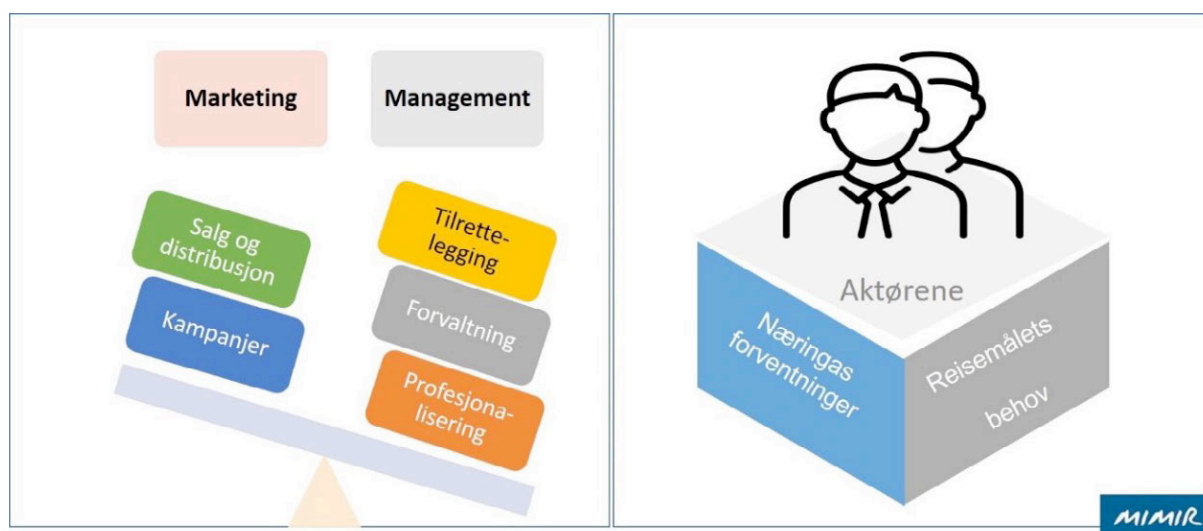 Marketing
Management
Salg og
distribusjon
Kampanjer
Tilrette-
legging
Forvaltning
Profesjona-
lisering
Aktørene
Næringas
forventninger
Reisemålets
behov
MIMIR